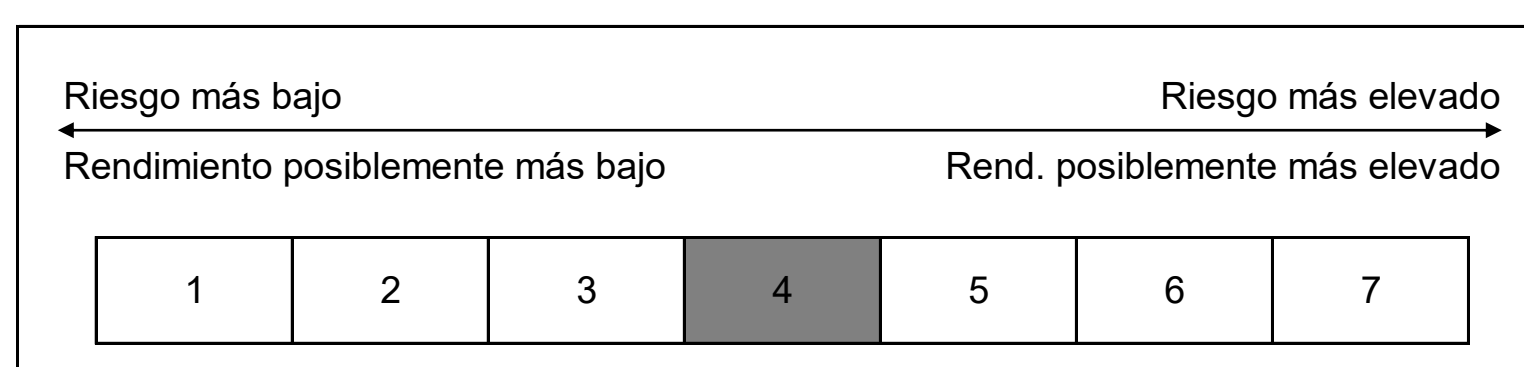 Riesgo más bajo Riesgo más elevado
Rendimiento posiblemente más bajo Rend. posiblemente más elevado
1 2 3 4 5 6 7